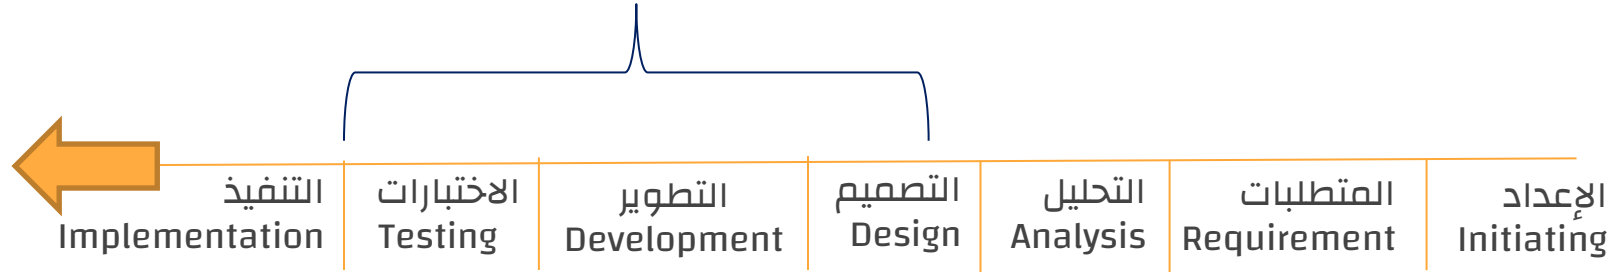 الإعداد
Initiating
المتطلبات
Requirement
التحليل
Analysis
التصميم
Design
التطوير
Development
الاختبارات
Testing
التنفيذ
Implementation